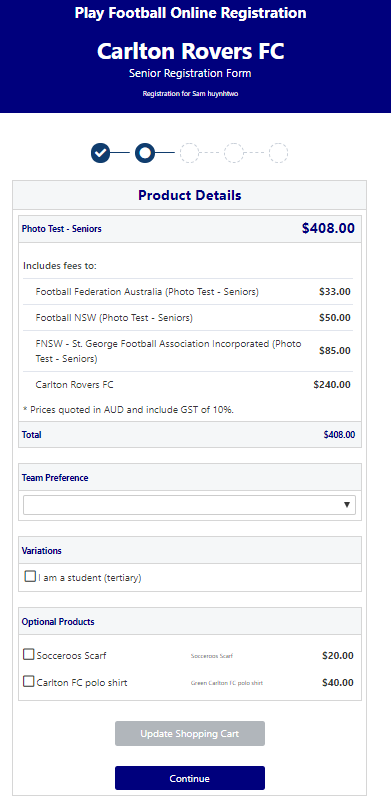 Play Football Online Registration
Carlton Rovers FC
Senior Registration Form
Registration for Sam huynhtwo
Product Details
Photo Test - Seniors $408.00
Includes fees to:
Football Federation Australia (Photo Test - Seniors) $33.00
Football NSW (Photo Test - Seniors) $50.00
FNSW - St. George Football Association Incorporated (Photo
Test - Seniors) $85.00
Carlton Rovers FC $240.00
* Prices quoted in AUD and include GST of 10%.
Total $408.00
Team Preference
Variations
I am a student (tertiary)
Optional Products
Socceroos Scarf Socceroos Scarf $20.00
Carlton FC polo shirt Green Carlton FC polo shirt $40.00
Update Shopping Cart
Continue